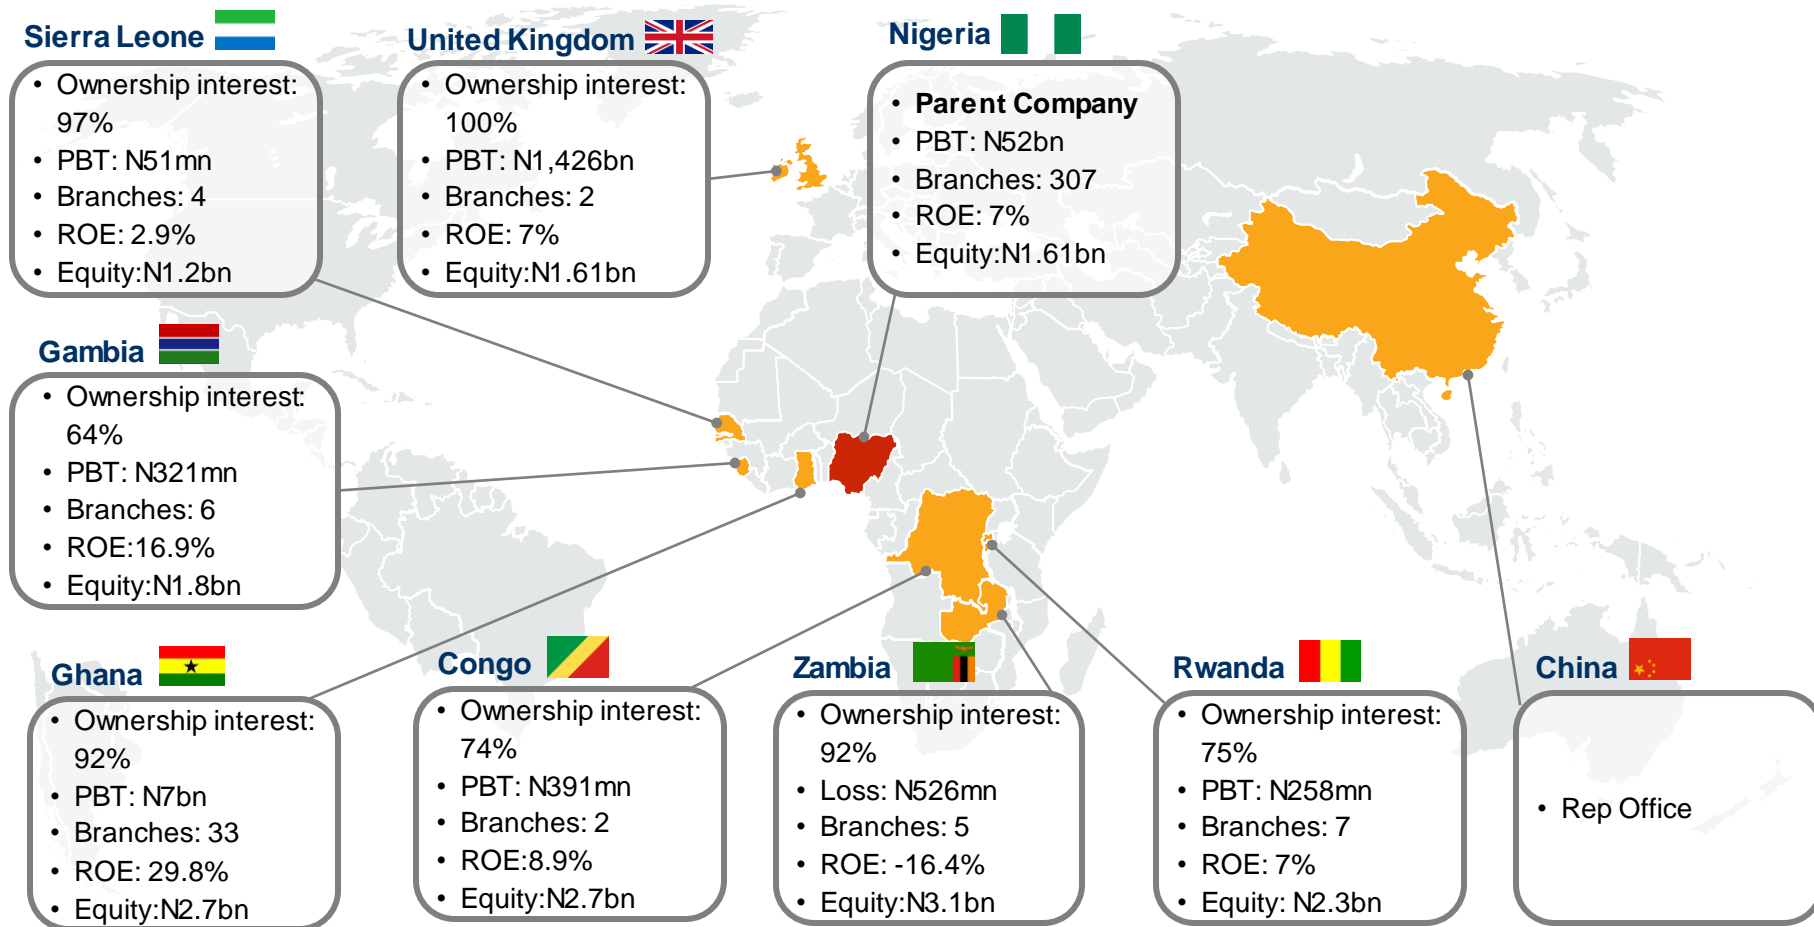 Sierra Leone
• Ownership interest:
97%
• PBT: N51mn
• Branches: 4
• ROE: 2.9%
• Equity:N1.2bn
United Kingdom
• Ownership interest:
100%
• PBT: N1,426bn
• Branches: 2
• ROE: 7%
• Equity:N1.61bn
Nigeria
• Parent Company
• PBT: N52bn
• Branches: 307
• ROE: 7%
• Equity:N1.61bn
Gambia
• Ownership interest:
64%
• PBT: N321mn
• Branches: 6
• ROE:16.9%
• Equity:N1.8bn
Ghana
• Ownership interest:
92%
• PBT: N7bn
• Branches: 33
• ROE: 29.8%
• Equity:N2.7bn
Congo
• Ownership interest:
74%
• PBT: N391mn
• Branches: 2
• ROE:8.9%
• Equity:N2.7bn
Zambia
• Ownership interest:
92%
• Loss: N526mn
• Branches: 5
• ROE: -16.4%
• Equity:N3.1bn
Rwanda
• Ownership interest:
75%
• PBT: N258mn
• Branches: 7
• ROE: 7%
• Equity: N2.3bn
China
• Rep Office